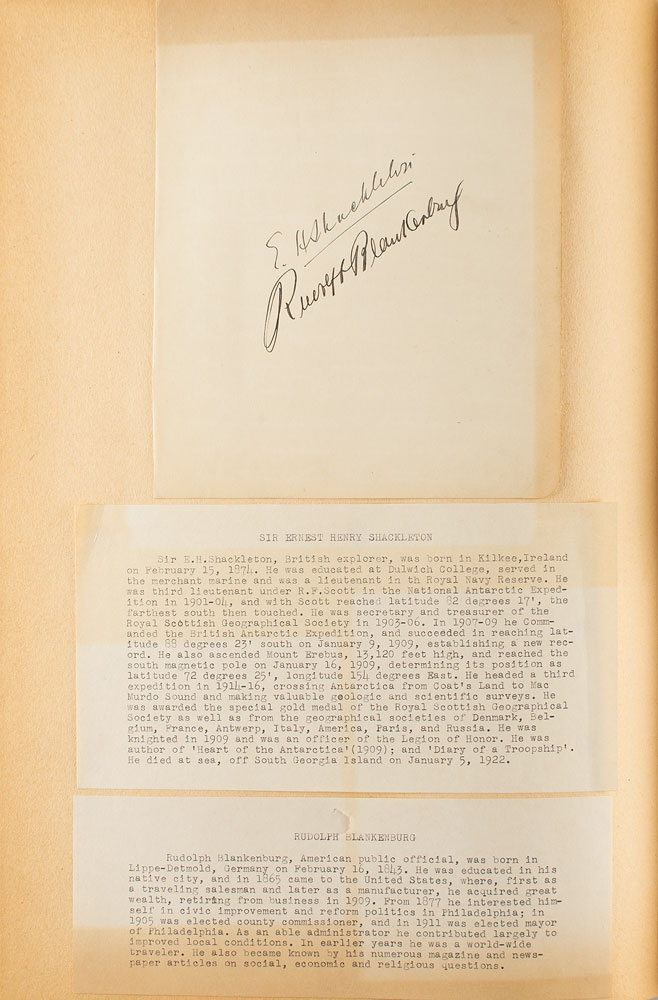 E. H Shackleton
Rudolph Blankenburg
SIR ERNEST HENRY SHACKLETON
Sir E.H.Shackleton, British explorer, was born in Kilkee,Ireland
on February 15, 1874. He was educated at Dulwich College, served in
the merchant marine and was a lieutenant in th Royal Navy Reserve. He
was third lieutenant under R.F.Scott in the National Antarctic Exped-
ition in 1901-04, and with Scott reached latitude 82 degrees 17', the
farthest south then touched. He was secretary and treasurer of the
Royal Scottish Geographical Society in 1903-06. In 1907-09 he Comm-
anded the British Antarctic Expedition, and succeeded in reaching lat-
itude 88 degrees 23' south on January 9, 1909, establishing a new rec-
ord. He also ascended Mount Erebus, 13,120 feet high, and reached the
south magnetic pole on January 16, 1909, determining its position as
latitude 72 degrees 25', longitude 154 degrees East. He headed a third
expedition in 1914-16, crossing Antarctica from Coat's Land to Mac
Murdo Sound and making valuable geologic and scientific surveys. He
was awarded the special gold medal of the Royal Scottish Geographical
Society as well as from the geographical societies of Denmark, Bel-
gium, France, Antwerp, Italy, America, Paris, and Russia. He was
knighted in 1909 and was an officer of the Legion of Honor. He was
author of 'Heart of the Antarctica'(1909); and 'Diary of a Troopship'.
He died at sea, off South Georgia Island on January 5, 1922.
RUDOLPH BLANKENBURG
Rudolph Blankenburg, American public official, was born in
Lippe-Detmold, Germany on February 16, 1843. He was educated in his
native city, and in 1865 came to the United States, where, first as
a traveling salesman and later as a manufacturer, he acquired great
wealth, retiring from business in 1909. From 1877 he interested him-
self in civic improvement and reform politics in Philadelphia; in
1905 was elected county commissioner, and in 1911 was elected mayor
of Philadelphia. As an able administrator he contributed largely to
improved local conditions. In earlier years he was a world-wide
traveler. He also became known by his numerous magazine and news-
paper articles on social, economic and religious questions.